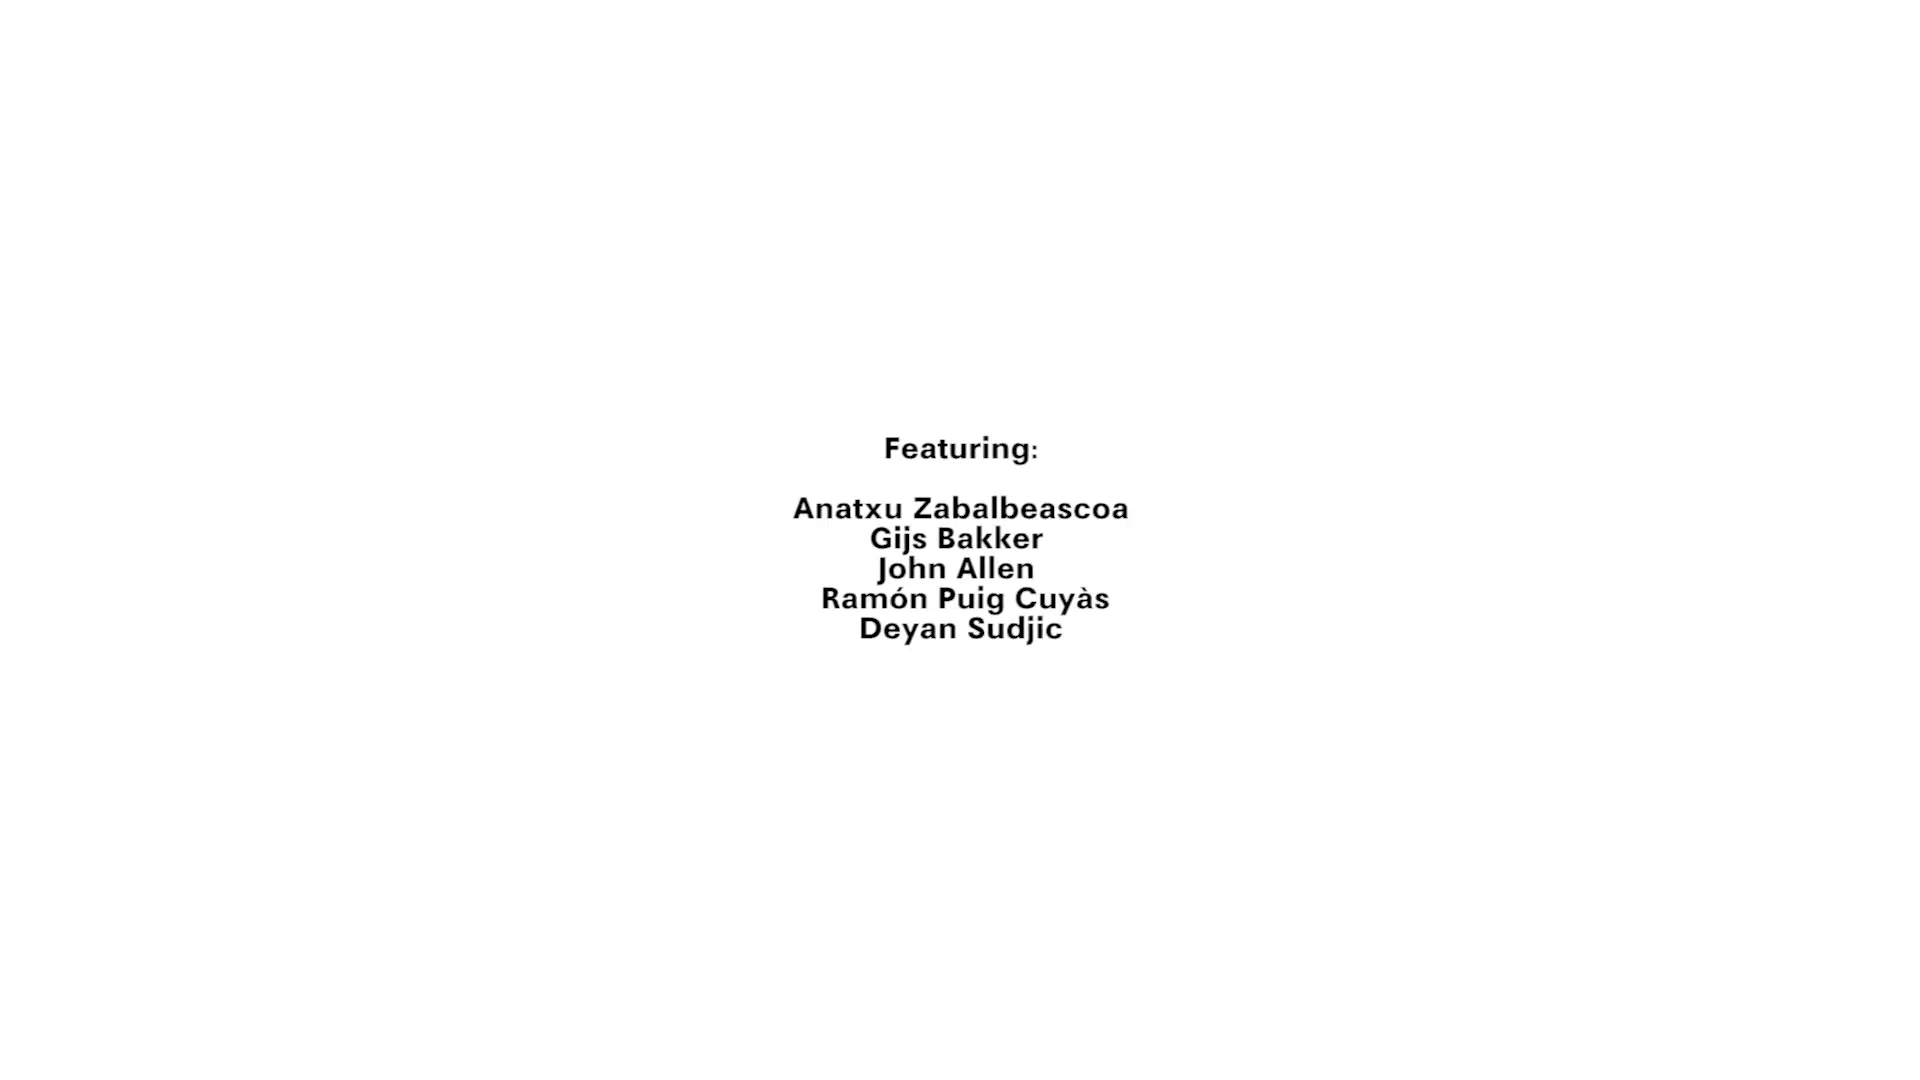 Featuring:
Anatxu Zabalbeascoa
Gijs Bakker
John Allen
Ramón Puig Cuyàs
Deyan Sudjic